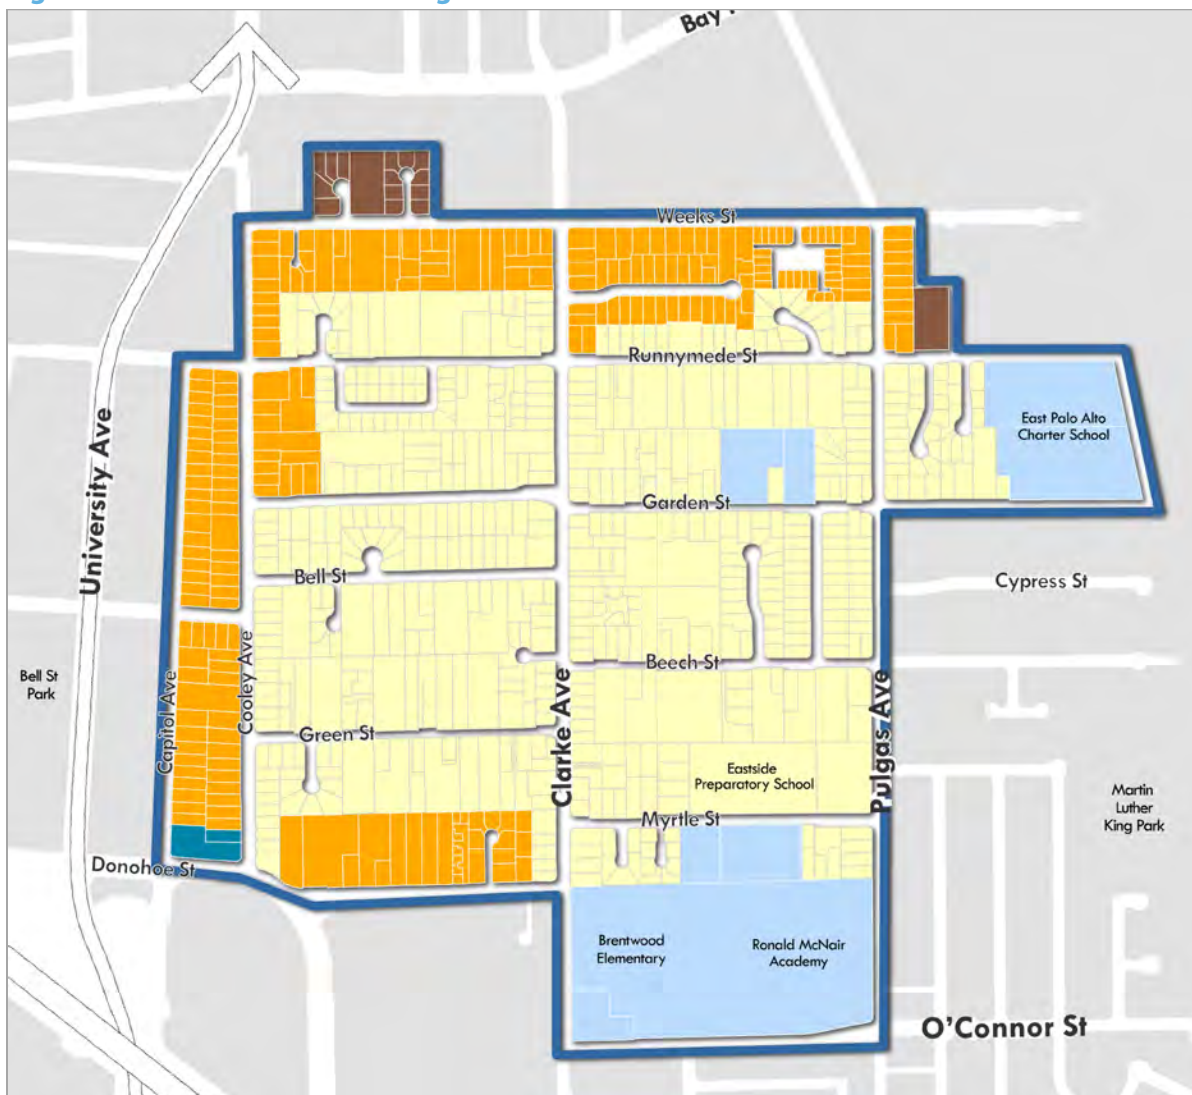 Bay
Weeks St
Runnymede St
East Palo Alto
Charter School
University Ave
Garden St
Bell St
Cypress St
Bell St
Park
Capitol Ave
Cooley Ave
Beech St
Clarke Ave
Pulgas Ave
Green St
Eastside
Preparatory School
Martin
Luther
King Park
Myrtle St
Donohoe St
Brentwood
Elementary
Ronald McNair
Academy
O'Connor St